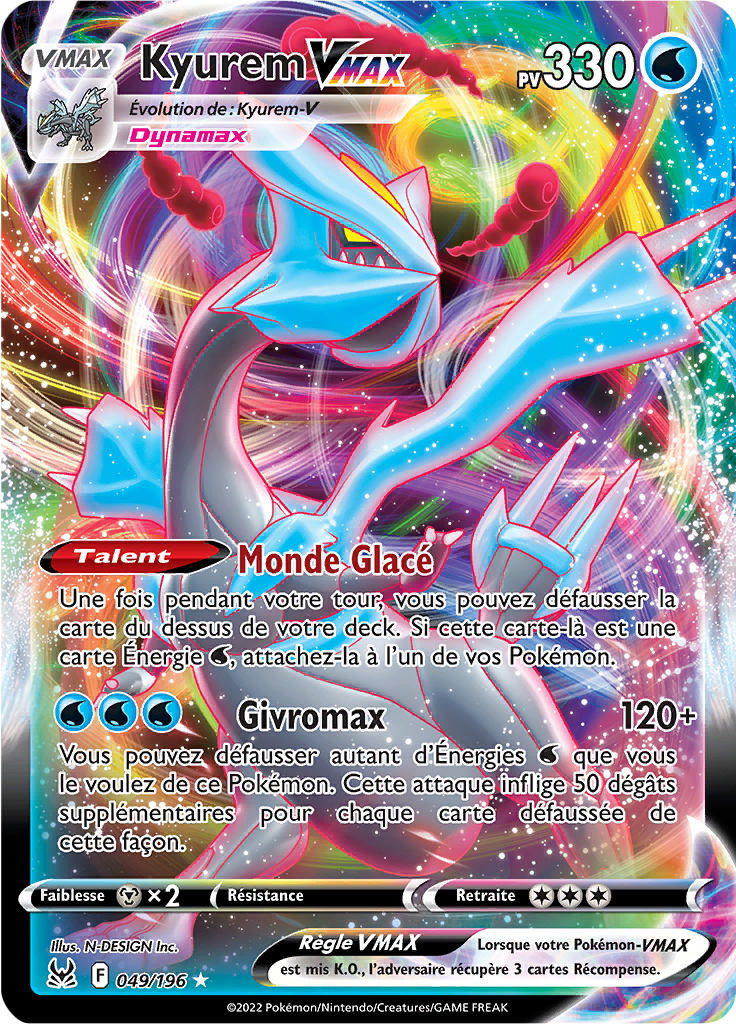 VMAX
Kyurem VMAX
PV 330
Évolution de : Kyurem-V
Dynamax
Talent Monde Glacé
Une fois pendant votre tour, vous pouvez défausser la
carte du dessus de votre deck. Si cette carte-là est une
carte Énergie , attachez-la à l'un de vos Pokémon.
Givromax 120+
Vous pouvez défausser autant d'Énergies que vous
le voulez de ce Pokémon. Cette attaque inflige 50 dégâts
supplémentaires pour chaque carte défaussée de
cette façon.
Faiblesse ×2 Résistance Retraite
Illus. N-DESIGN Inc.
Règle VMAX Lorsque votre Pokémon-VMAX
est mis K.O., l'adversaire récupère 3 cartes Récompense.
F 049/196 ★
©2022 Pokémon/Nintendo/Creatures/GAME FREAK